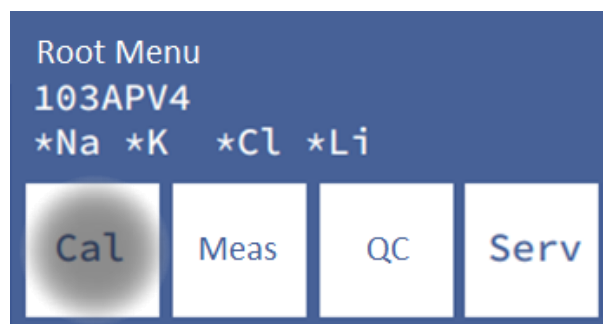 Root Menu
103APV4
*Na *K *Cl *Li
Cal Meas QC Serv